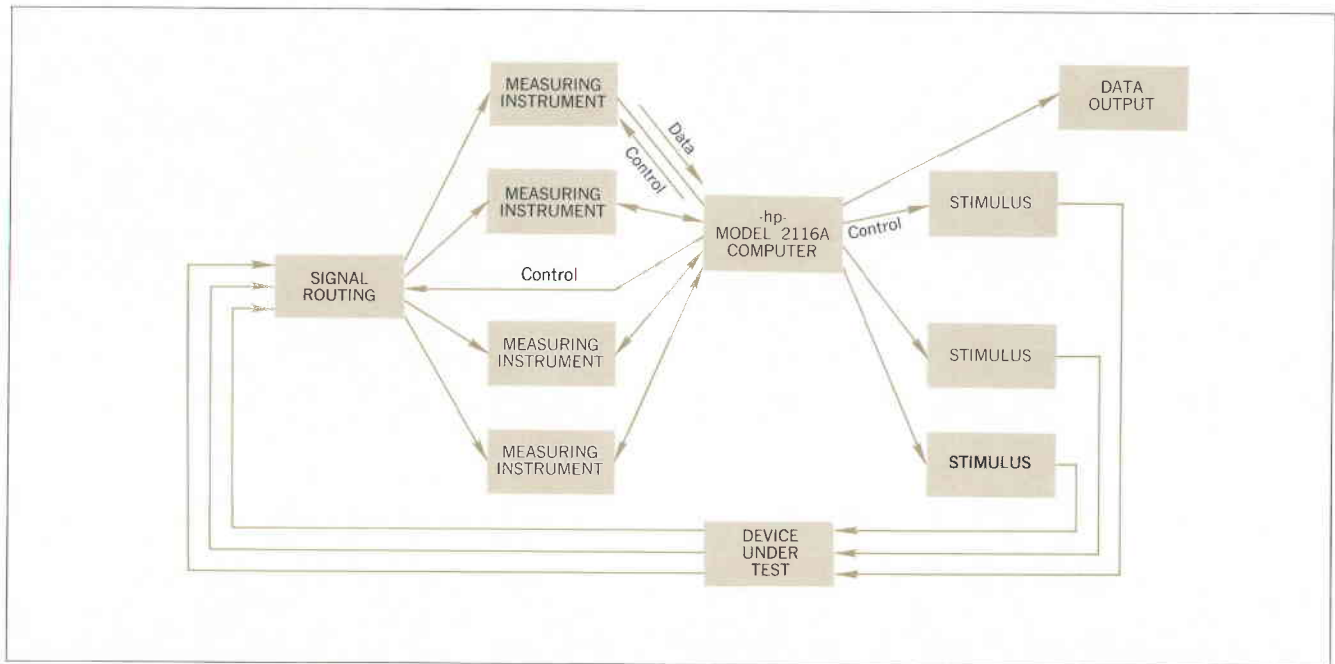 MEASURING
INSTRUMENT
DATA
OUTPUT
Data
Control
MEASURING
INSTRUMENT
-hp-
MODEL 2116A
COMPUTER
Control
STIMULUS
SIGNAL
ROUTING
Control
MEASURING
INSTRUMENT
STIMULUS
MEASURING
INSTRUMENT
STIMULUS
DEVICE
UNDER
TEST